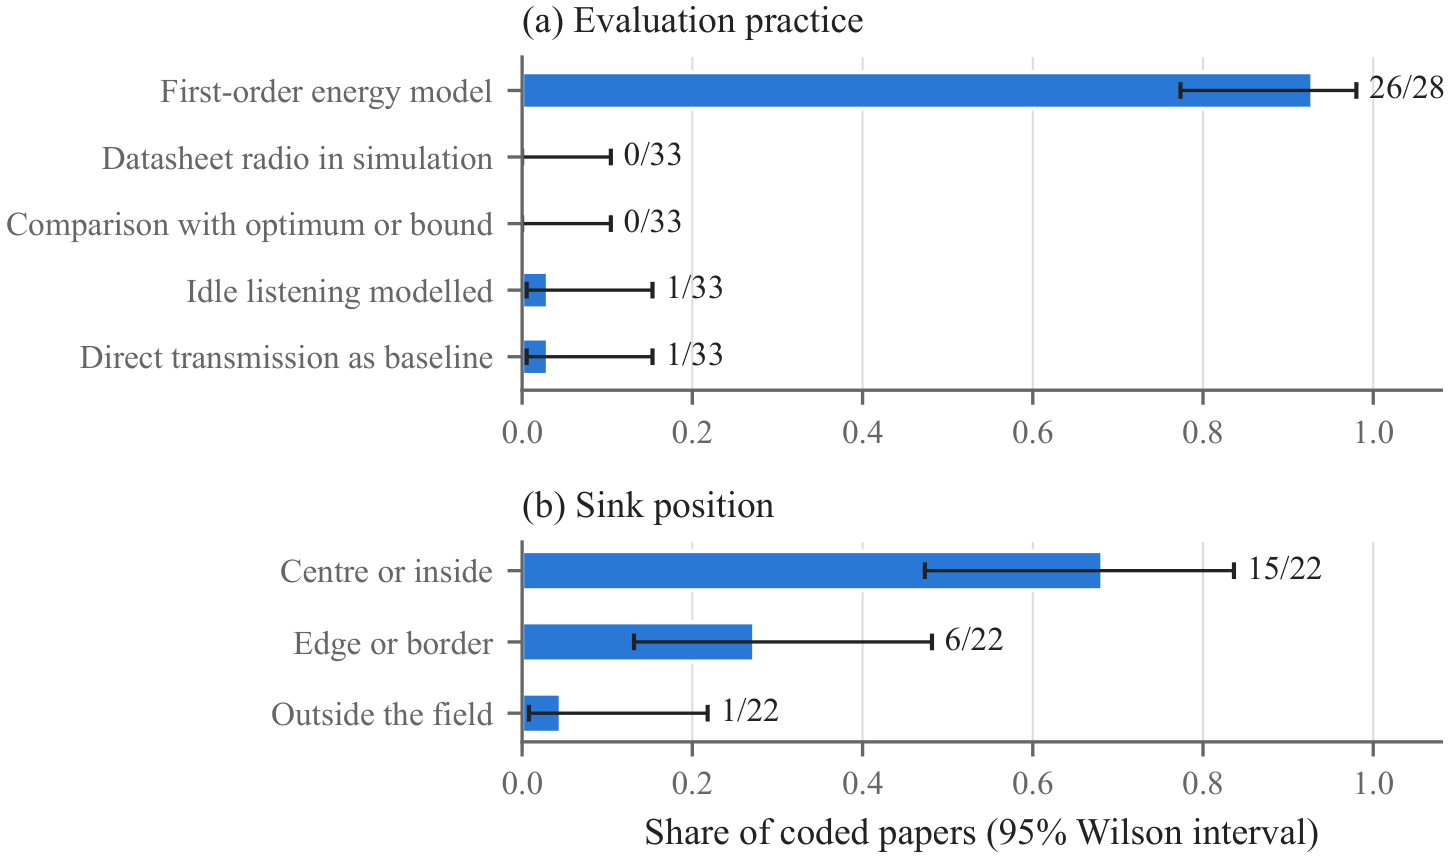 (a) Evaluation practice
First-order energy model 26/28
Datasheet radio in simulation 0/33
Comparison with optimum or bound 0/33
Idle listening modelled 1/33
Direct transmission as baseline 1/33
0.0 0.2 0.4 0.6 0.8 1.0
(b) Sink position
Centre or inside 15/22
Edge or border 6/22
Outside the field 1/22
0.0 0.2 0.4 0.6 0.8 1.0
Share of coded papers (95% Wilson interval)